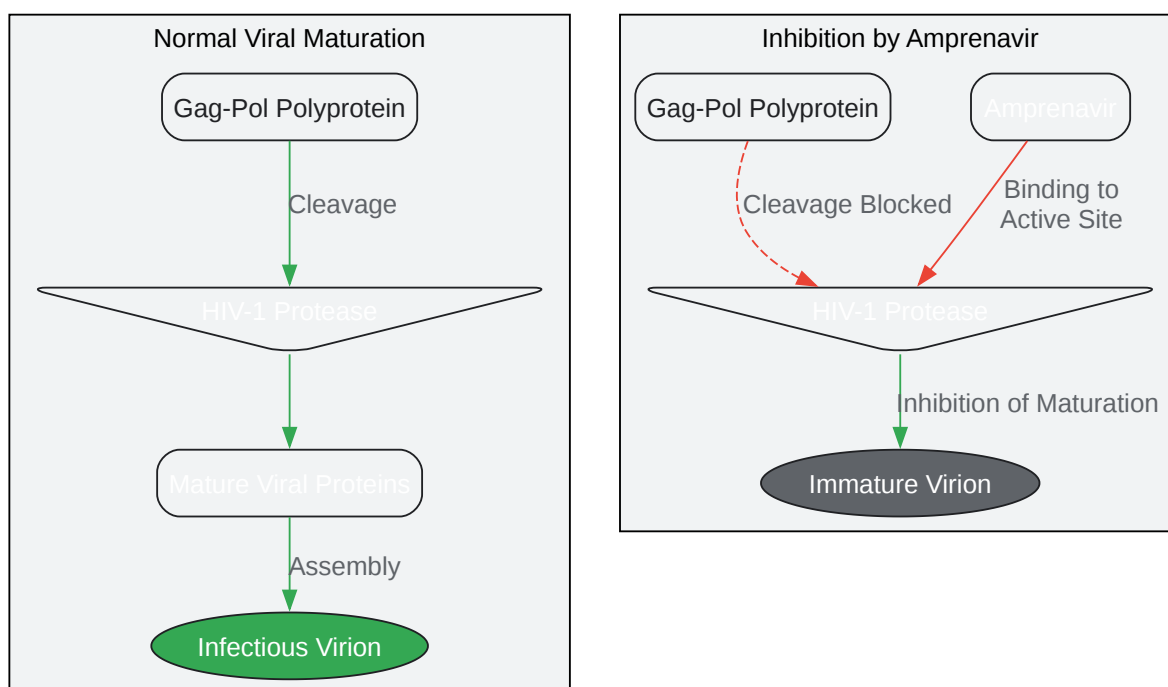 Normal Viral Maturation
Gag-Pol Polyprotein
Cleavage
HIV-1 Protease
Mature Viral Proteins
Assembly
Infectious Virion
Inhibition by Amprenavir
Gag-Pol Polyprotein
Amprenavir
Cleavage Blocked
Binding to
Active Site
HIV-1 Protease
Inhibition of Maturation
Immature Virion